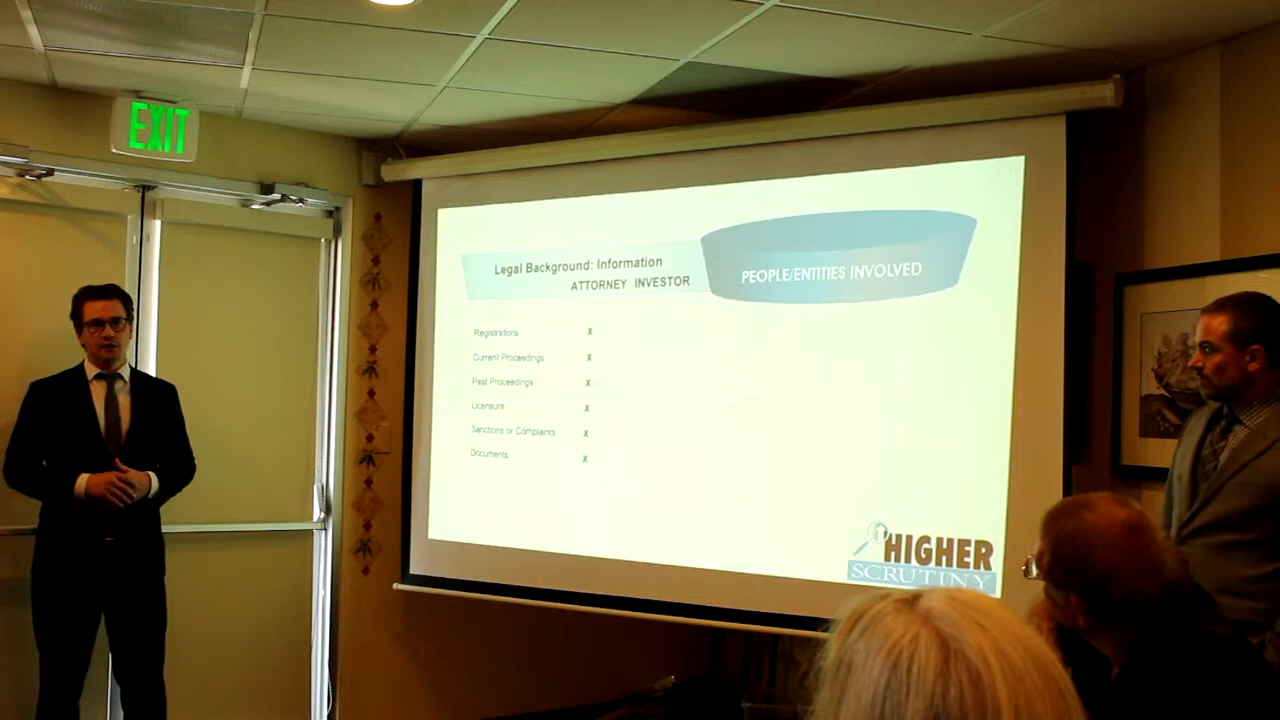 EXIT
Legal Background: Information
ATTORNEY INVESTOR
PEOPLE/ENTITIES INVOLVED
Registrations X
Current Proceedings X
Past Proceedings X
Licensure X
Sanctions or Complaints X
Documents X
HIGHER
SCRUTINY